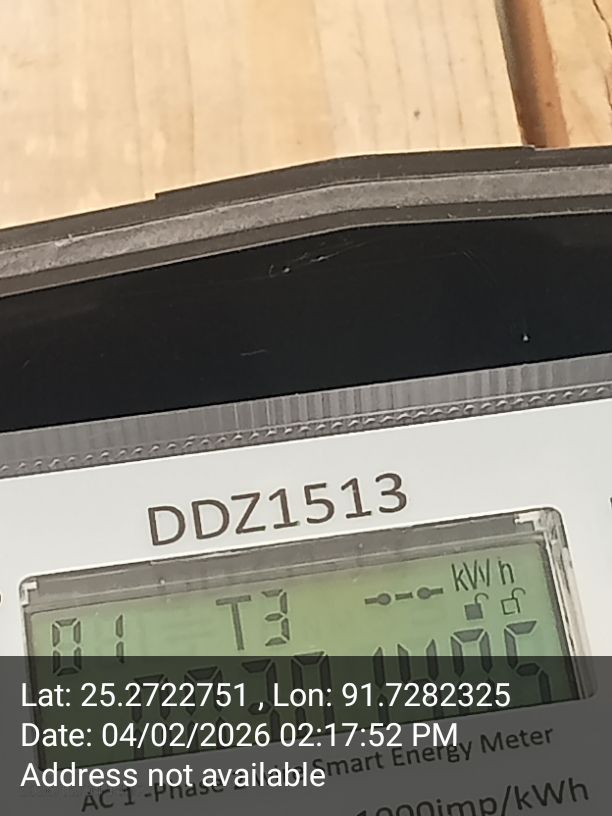 DDZ1513
kWh
01 T3
Lat: 25.2722751 , Lon: 91.7282325
Date: 04/02/2026 02:17:52 PM
Address not available
Smart Energy Meter
AC 1 -Phase
imp/kWh